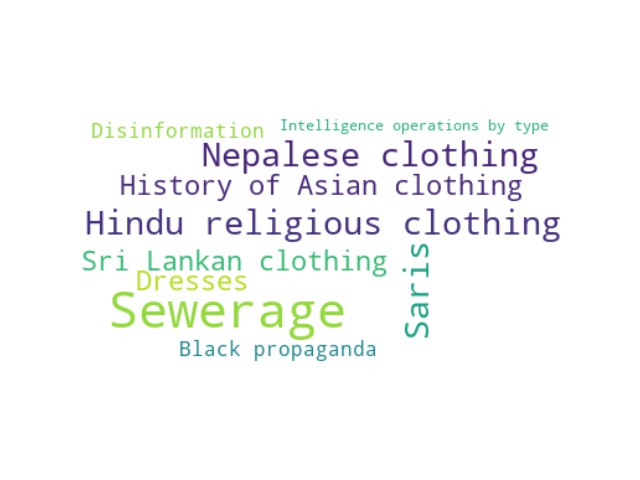 Disinformation
Intelligence operations by type
Nepalese clothing
History of Asian clothing
Hindu religious clothing
Sri Lankan clothing
Saris
Dresses
Sewerage
Black propaganda